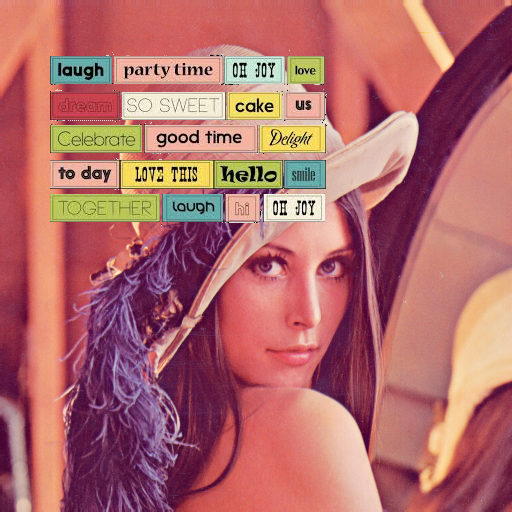 laugh party time OH JOY love
dream SO SWEET cake us
Celebrate good time Delight
to day LOVE THIS hello smile
TOGETHER laugh hi OH JOY